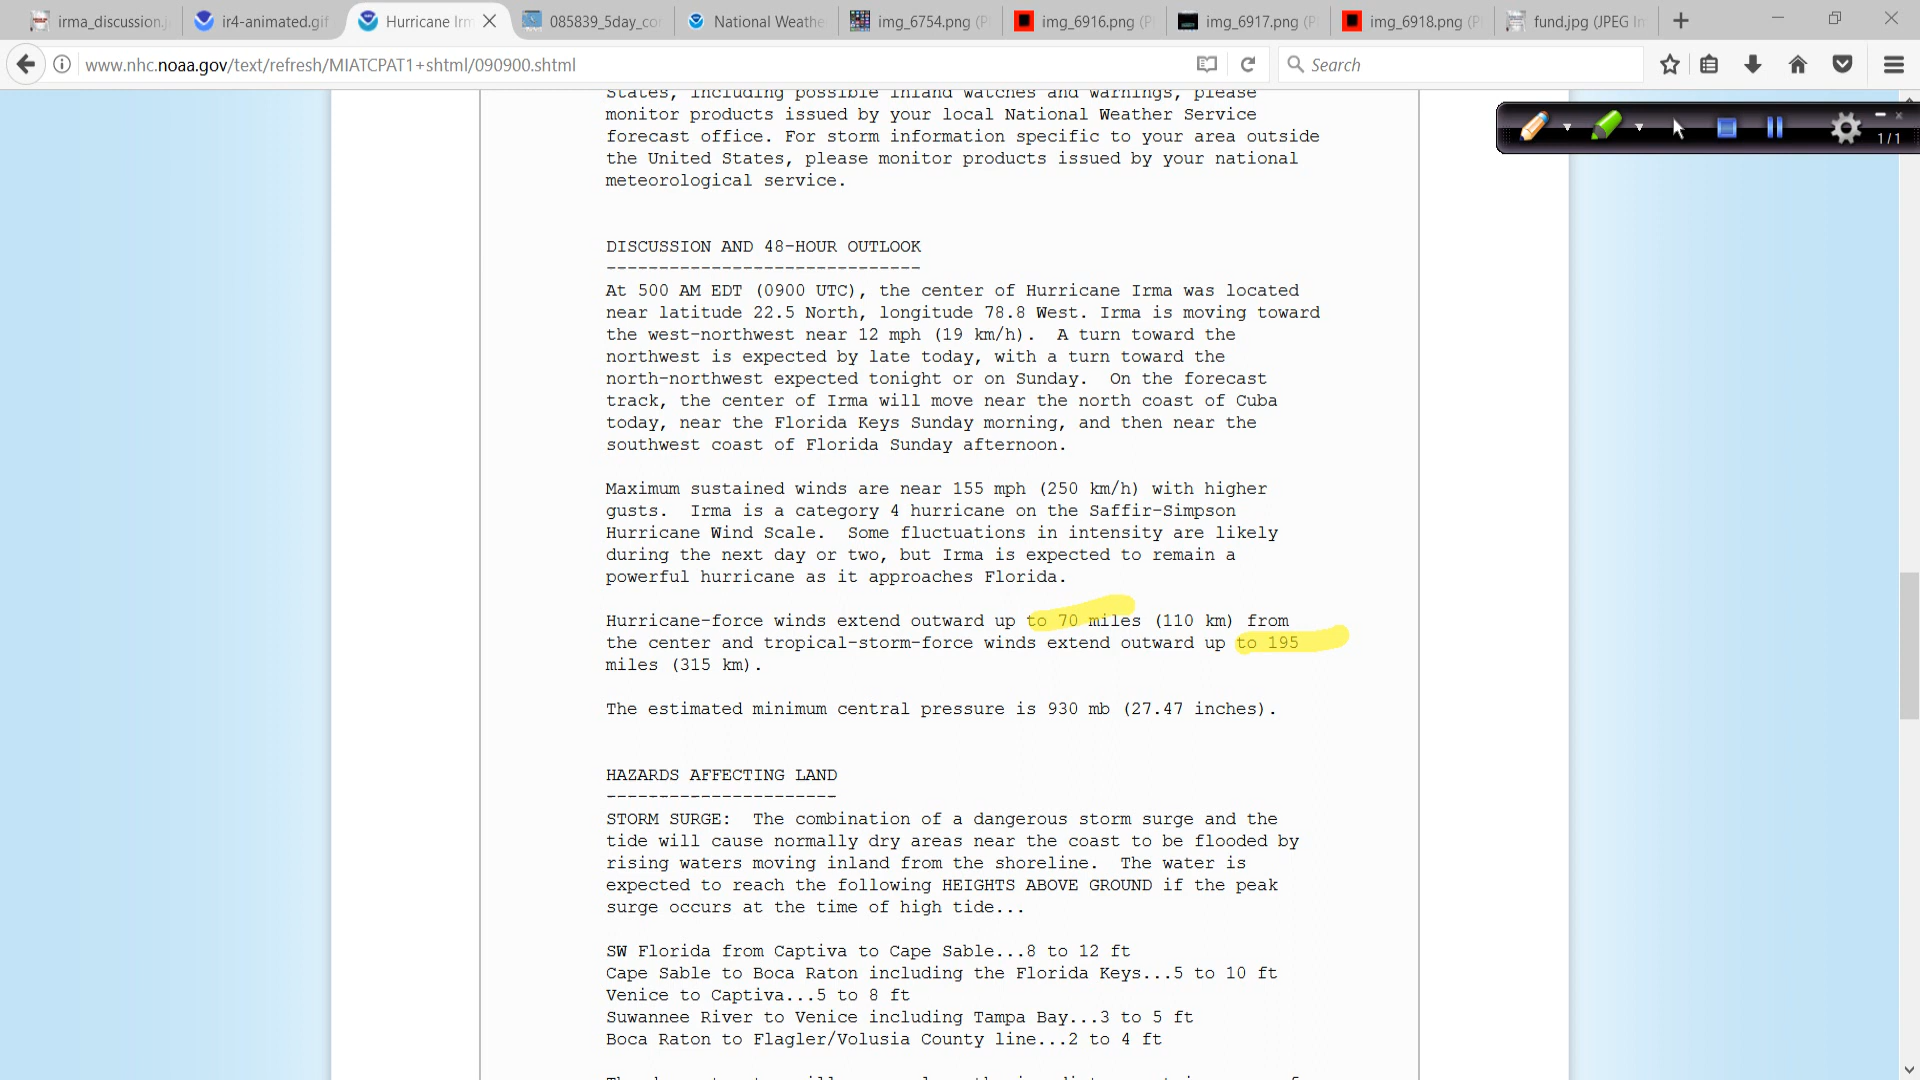 irma_discussion.j
ir4-animated.gif
Hurricane Irm
085839_5day_co
National Weathe
img_6754.png (P
img_6916.png (P
img_6917.png (P
img_6918.png (P
fund.jpg (JPEG Im
www.nhc.noaa.gov/text/refresh/MIATCPAT1+shtml/090900.shtml
Search
1/1
States, including possible inland watches and warnings, please
monitor products issued by your local National Weather Service
forecast office. For storm information specific to your area outside
the United States, please monitor products issued by your national
meteorological service.
DISCUSSION AND 48-HOUR OUTLOOK
------------------------------
At 500 AM EDT (0900 UTC), the center of Hurricane Irma was located
near latitude 22.5 North, longitude 78.8 West. Irma is moving toward
the west-northwest near 12 mph (19 km/h).  A turn toward the
northwest is expected by late today, with a turn toward the
north-northwest expected tonight or on Sunday.  On the forecast
track, the center of Irma will move near the north coast of Cuba
today, near the Florida Keys Sunday morning, and then near the
southwest coast of Florida Sunday afternoon.
Maximum sustained winds are near 155 mph (250 km/h) with higher
gusts.  Irma is a category 4 hurricane on the Saffir-Simpson
Hurricane Wind Scale.  Some fluctuations in intensity are likely
during the next day or two, but Irma is expected to remain a
powerful hurricane as it approaches Florida.
Hurricane-force winds extend outward up to 70 miles (110 km) from
the center and tropical-storm-force winds extend outward up to 195
miles (315 km).
The estimated minimum central pressure is 930 mb (27.47 inches).
HAZARDS AFFECTING LAND
----------------------
STORM SURGE:  The combination of a dangerous storm surge and the
tide will cause normally dry areas near the coast to be flooded by
rising waters moving inland from the shoreline.  The water is
expected to reach the following HEIGHTS ABOVE GROUND if the peak
surge occurs at the time of high tide...
SW Florida from Captiva to Cape Sable...8 to 12 ft
Cape Sable to Boca Raton including the Florida Keys...5 to 10 ft
Venice to Captiva...5 to 8 ft
Suwannee River to Venice including Tampa Bay...3 to 5 ft
Boca Raton to Flagler/Volusia County line...2 to 4 ft